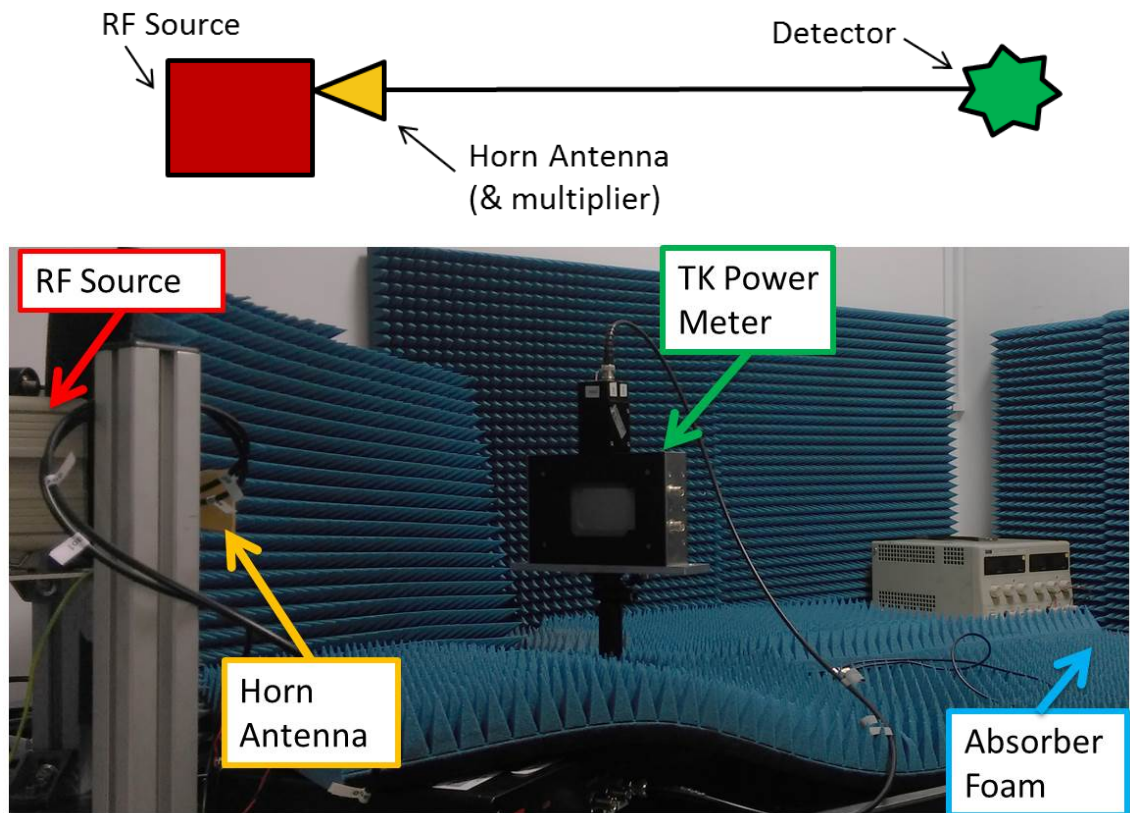 RF Source
Detector
Horn Antenna
(& multiplier)
RF Source
TK Power
Meter
Horn
Antenna
Absorber
Foam